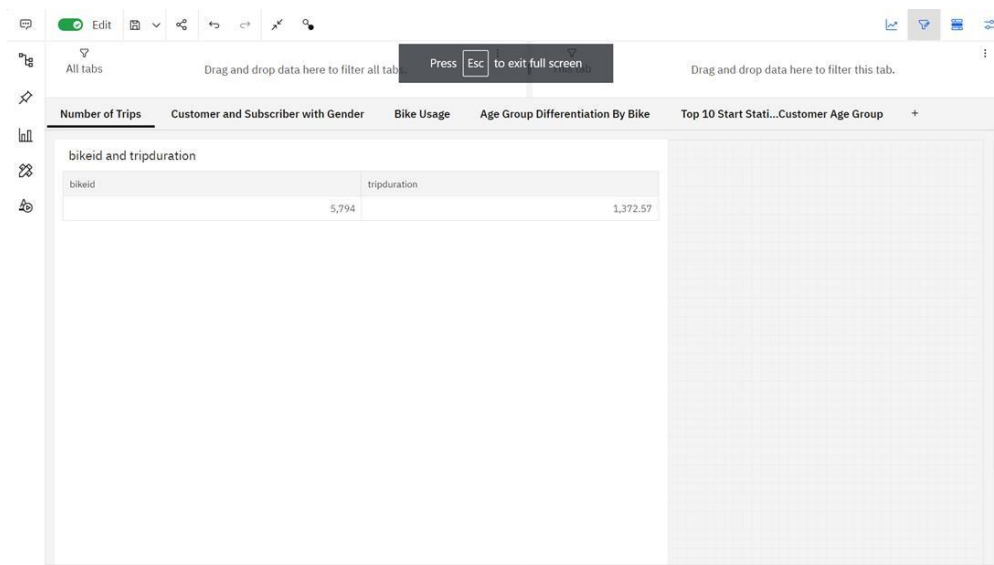 Edit
All tabs
Drag and drop data here to filter all tabs.
Press Esc to exit full screen
This tab
Drag and drop data here to filter this tab.
Number of Trips
Customer and Subscriber with Gender
Bike Usage
Age Group Differentiation By Bike
Top 10 Start Stati...Customer Age Group
+
bikeid and tripduration
bikeid tripduration
5,794 1,372.57